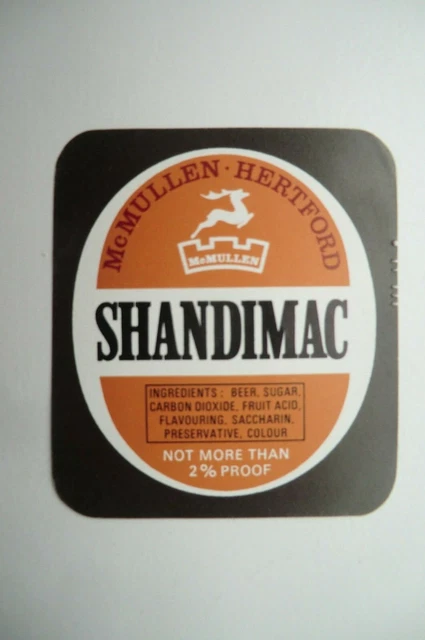 McMULLEN · HERTFORD
McMULLEN
SHANDIMAC
INGREDIENTS : BEER, SUGAR,
CARBON DIOXIDE, FRUIT ACID,
FLAVOURING, SACCHARIN,
PRESERVATIVE, COLOUR
NOT MORE THAN
2% PROOF